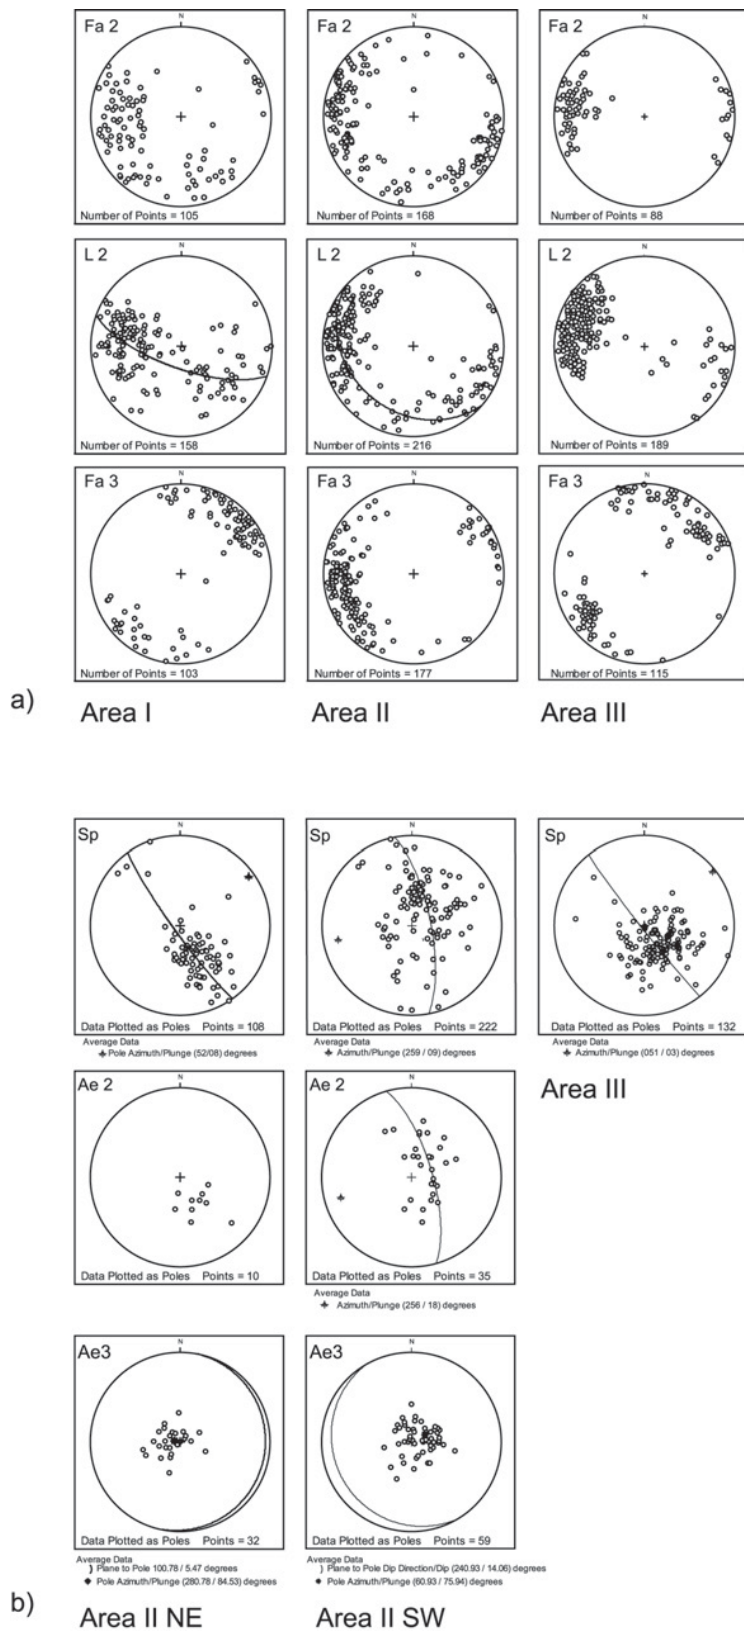 N N N
Fa 2 Fa 2 Fa 2
Number of Points = 105 Number of Points = 168 Number of Points = 88
N N N
L 2 L 2 L 2
Number of Points = 158 Number of Points = 216 Number of Points = 189
N N N
Fa 3 Fa 3 Fa 3
Number of Points = 103 Number of Points = 177 Number of Points = 115
a) Area I Area II Area III
N N N
Sp Sp Sp
Data Plotted as Poles Points = 108 Data Plotted as Poles Points = 222 Data Plotted as Poles Points = 132
Average Data Average Data Average Data
Pole Azimuth/Plunge (52/08) degrees Azimuth/Plunge (259 / 09) degrees Azimuth/Plunge (051 / 03) degrees
N N
Ae 2 Ae 2 Area III
Data Plotted as Poles Points = 10 Data Plotted as Poles Points = 35
Average Data
Azimuth/Plunge (256 / 18) degrees
N N
Ae3 Ae3
Data Plotted as Poles Points = 32 Data Plotted as Poles Points = 59
Average Data Average Data
Plane to Pole 100.78 / 5.47 degrees Plane to Pole Dip Direction/Dip (240.93 / 14.06) degrees
Pole Azimuth/Plunge (280.78 / 84.53) degrees Pole Azimuth/Plunge (60.93 / 75.94) degrees
b) Area II NE Area II SW